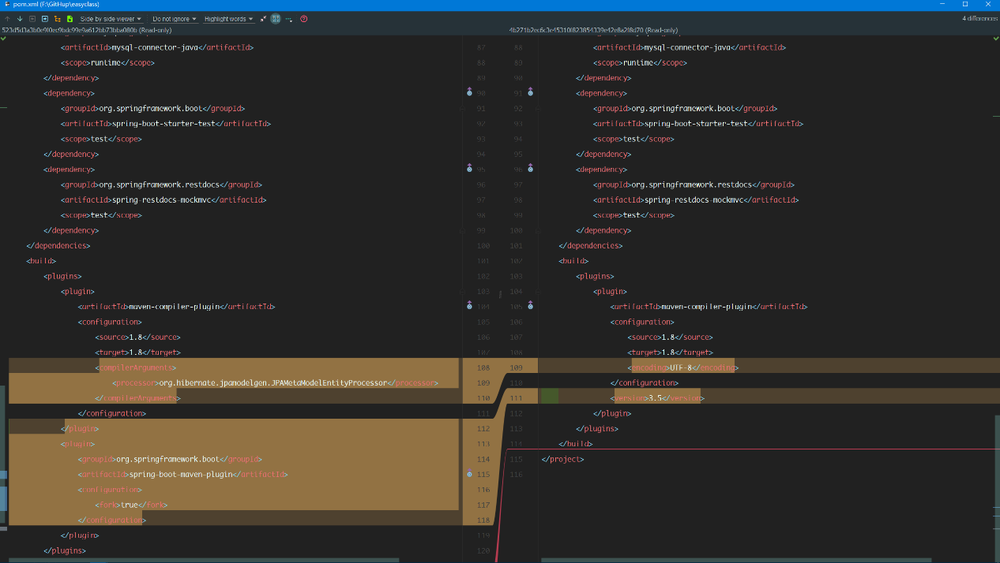 pom.xml (F:\GitHup\easyclass)
Side by side viewer Do not ignore Highlight words 4 differences
(Read-only) (Read-only)
<artifactId>mysql-connector-java</artifactId> 87 88 <artifactId>mysql-connector-java</artifactId>
<scope>runtime</scope> 88 89 <scope>runtime</scope>
</dependency> 89 90 </dependency>
<dependency> 90 91 <dependency>
<groupId>org.springframework.boot</groupId> 91 92 <groupId>org.springframework.boot</groupId>
<artifactId>spring-boot-starter-test</artifactId> 92 93 <artifactId>spring-boot-starter-test</artifactId>
<scope>test</scope> 93 94 <scope>test</scope>
</dependency> 94 95 </dependency>
<dependency> 95 96 <dependency>
<groupId>org.springframework.restdocs</groupId> 96 97 <groupId>org.springframework.restdocs</groupId>
<artifactId>spring-restdocs-mockmvc</artifactId> 97 98 <artifactId>spring-restdocs-mockmvc</artifactId>
<scope>test</scope> 98 99 <scope>test</scope>
</dependency> 99 100 </dependency>
</dependencies> 100 101 </dependencies>
<build> 101 102 <build>
<plugins> 102 103 <plugins>
<plugin> 103 104 <plugin>
<artifactId>maven-compiler-plugin</artifactId> 104 105 <artifactId>maven-compiler-plugin</artifactId>
<configuration> 105 106 <configuration>
<source>1.8</source> 106 107 <source>1.8</source>
<target>1.8</target> 107 108 <target>1.8</target>
<compilerArguments> 108 109 <encoding>UTF-8</encoding>
<processor>org.hibernate.jpamodelgen.JPAMetaModelEntityProcessor</processor> 109 110 </configuration>
</compilerArguments> 110 111 <version>3.5</version>
</configuration> 111 112 </plugin>
</plugin> 112 113 </plugins>
<plugin> 113 114 </build>
<groupId>org.springframework.boot</groupId> 114 115 </project>
<artifactId>spring-boot-maven-plugin</artifactId> 115 116
<configuration> 116
<fork>true</fork> 117
</configuration> 118
</plugin> 119
</plugins> 120